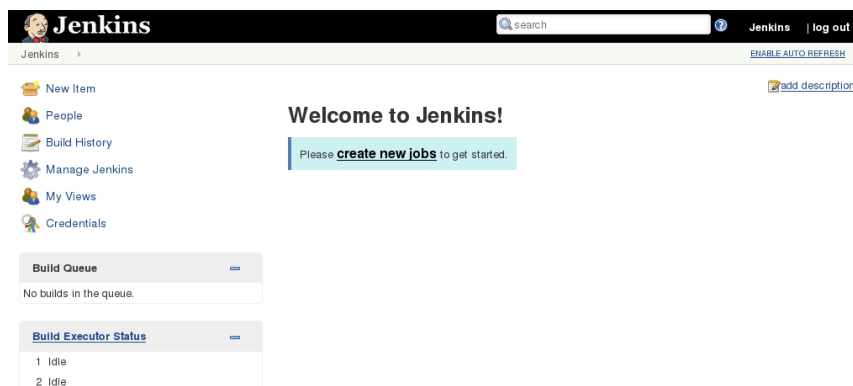 Jenkins
search
Jenkins | log out
Jenkins
ENABLE AUTO REFRESH
New Item
People
Build History
Manage Jenkins
My Views
Credentials
add description
Welcome to Jenkins!
Please create new jobs to get started.
Build Queue
No builds in the queue.
Build Executor Status
1 Idle
2 Idle